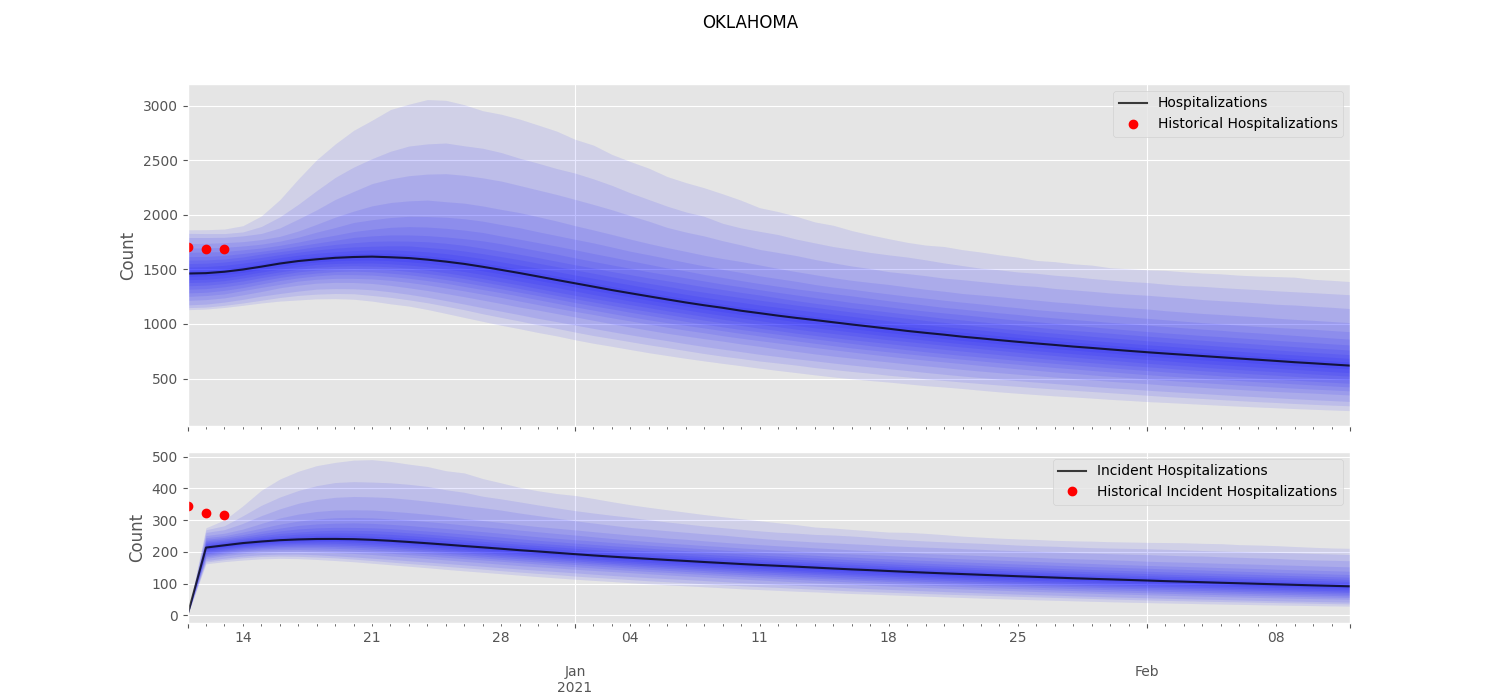 OKLAHOMA
3000
2500
2000
1500
1000
500
Count
Hospitalizations
Historical Hospitalizations
500
400
300
200
100
0
Count
Incident Hospitalizations
Historical Incident Hospitalizations
14 21 28 04 11 18 25 08
Jan Feb
2021